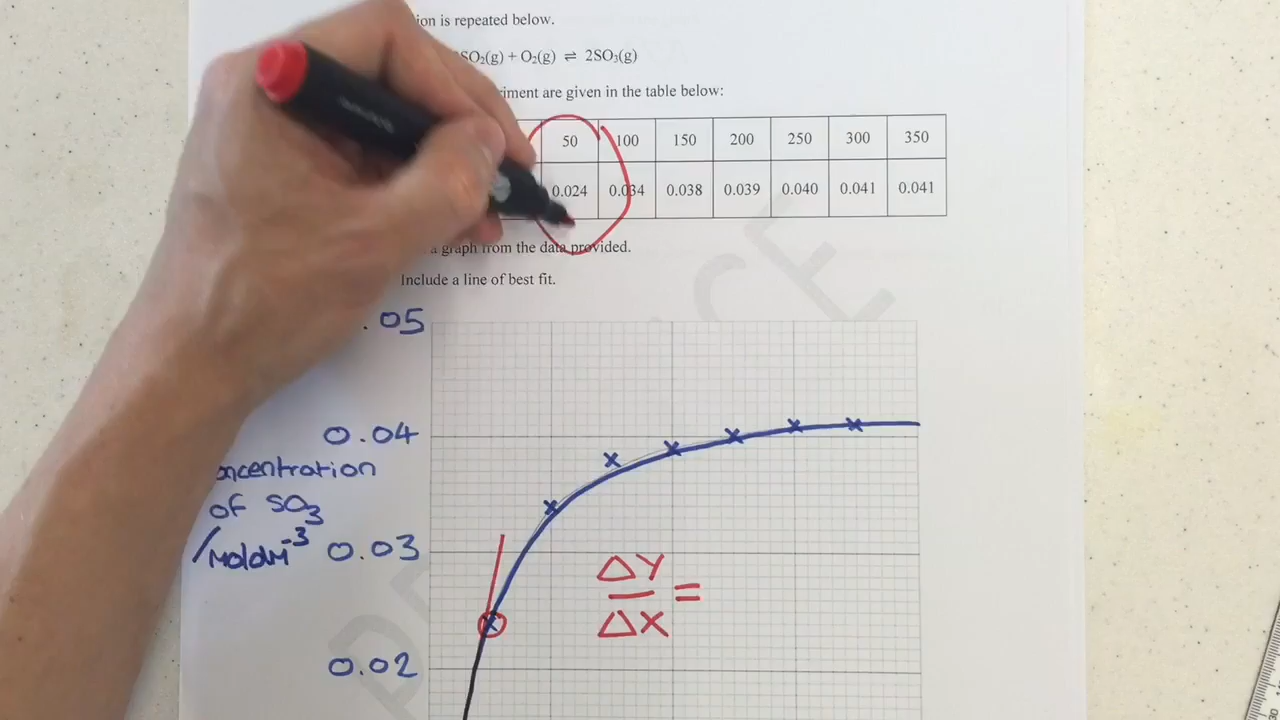 ion is repeated below.
SO₂(g) + O₂(g) ⇌ 2SO₃(g)
iment are given in the table below:
50 100 150 200 250 300 350
0.024 0.034 0.038 0.039 0.040 0.041 0.041
a graph from the data provided.
Include a line of best fit.
.05
0.04
oncentration
of SO₃
/moldm⁻³ 0.03
ΔY
=
ΔX
0.02